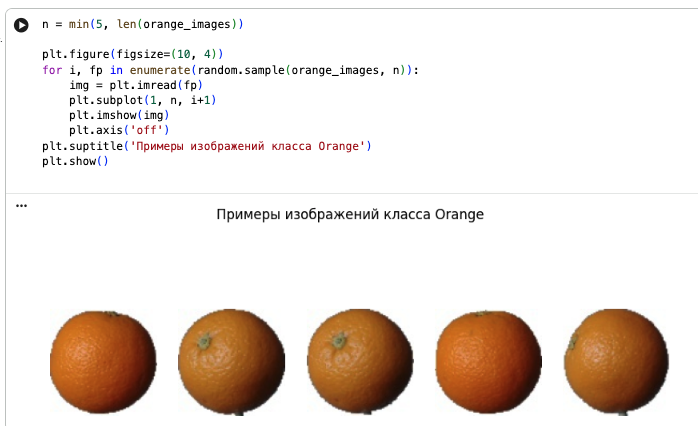 n = min(5, len(orange_images))
plt.figure(figsize=(10, 4))
for i, fp in enumerate(random.sample(orange_images, n)):
    img = plt.imread(fp)
    plt.subplot(1, n, i+1)
    plt.imshow(img)
    plt.axis('off')
plt.suptitle('Примеры изображений класса Orange')
plt.show()
...
Примеры изображений класса Orange